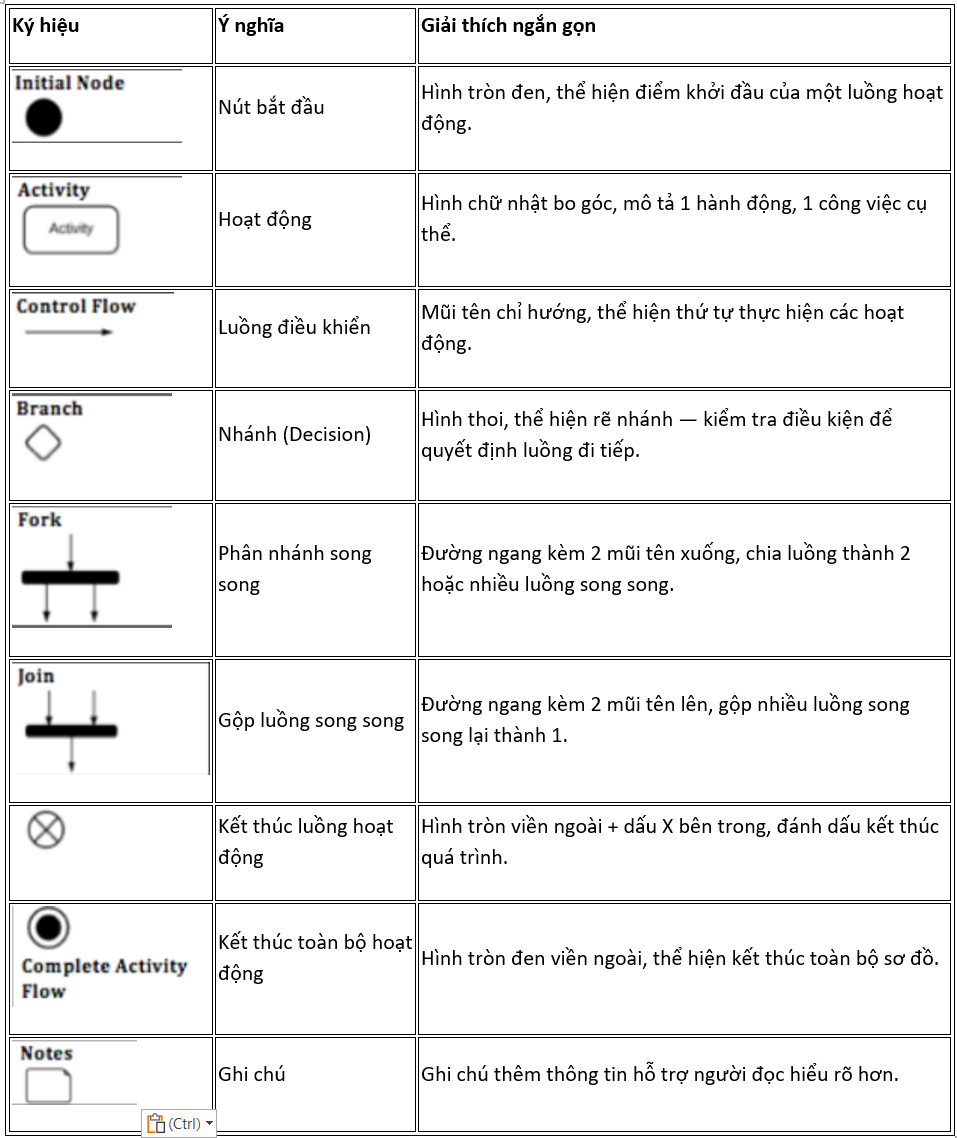 Ký hiệu
Ý nghĩa
Giải thích ngắn gọn
Initial Node
Nút bắt đầu
Hình tròn đen, thể hiện điểm khởi đầu của một luồng hoạt
động.
Activity
Activity
Hoạt động
Hình chữ nhật bo góc, mô tả 1 hành động, 1 công việc cụ
thể.
Control Flow
Luồng điều khiển
Mũi tên chỉ hướng, thể hiện thứ tự thực hiện các hoạt
động.
Branch
Nhánh (Decision)
Hình thoi, thể hiện rẽ nhánh — kiểm tra điều kiện để
quyết định luồng đi tiếp.
Fork
Phân nhánh song
song
Đường ngang kèm 2 mũi tên xuống, chia luồng thành 2
hoặc nhiều luồng song song.
Join
Gộp luồng song song
Đường ngang kèm 2 mũi tên lên, gộp nhiều luồng song
song lại thành 1.
Kết thúc luồng hoạt
động
Hình tròn viền ngoài + dấu X bên trong, đánh dấu kết thúc
quá trình.
Complete Activity
Flow
Kết thúc toàn bộ hoạt
động
Hình tròn đen viền ngoài, thể hiện kết thúc toàn bộ sơ đồ.
Notes
Ghi chú
Ghi chú thêm thông tin hỗ trợ người đọc hiểu rõ hơn.
(Ctrl)